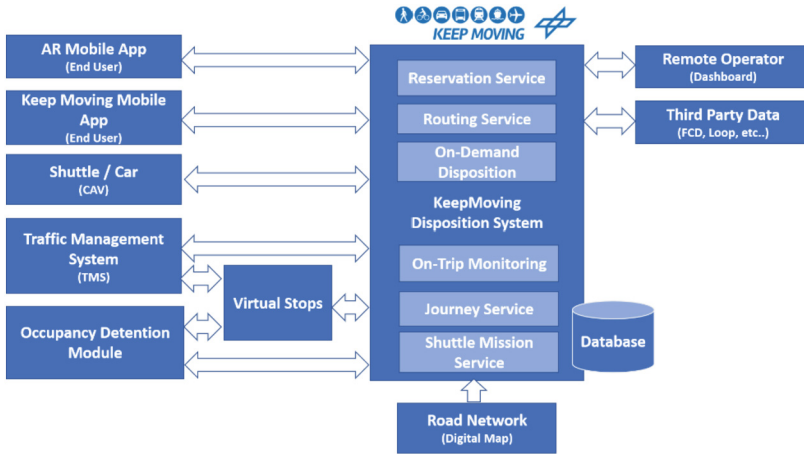 KEEP MOVING
DLR
AR Mobile App
(End User)
Keep Moving Mobile
App
(End User)
Shuttle / Car
(CAV)
Traffic Management
System
(TMS)
Occupancy Detention
Module
Virtual Stops
Reservation Service
Routing Service
On-Demand
Disposition
KeepMoving
Disposition System
On-Trip Monitoring
Journey Service
Shuttle Mission
Service
Remote Operator
(Dashboard)
Third Party Data
(FCD, Loop, etc..)
Database
Road Network
(Digital Map)